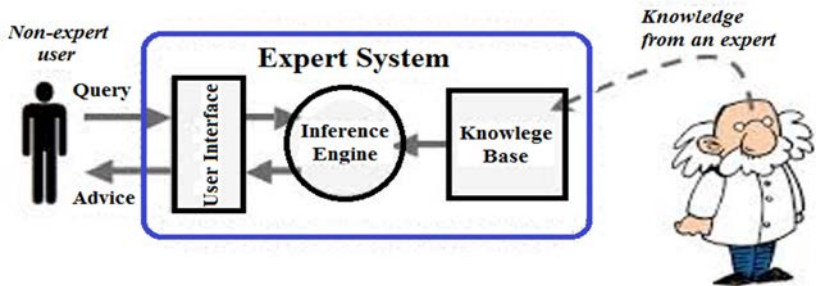 Non-expert
user
Knowledge
from an expert
Expert System
Query
Advice
User Interface
Inference
Engine
Knowlege
Base